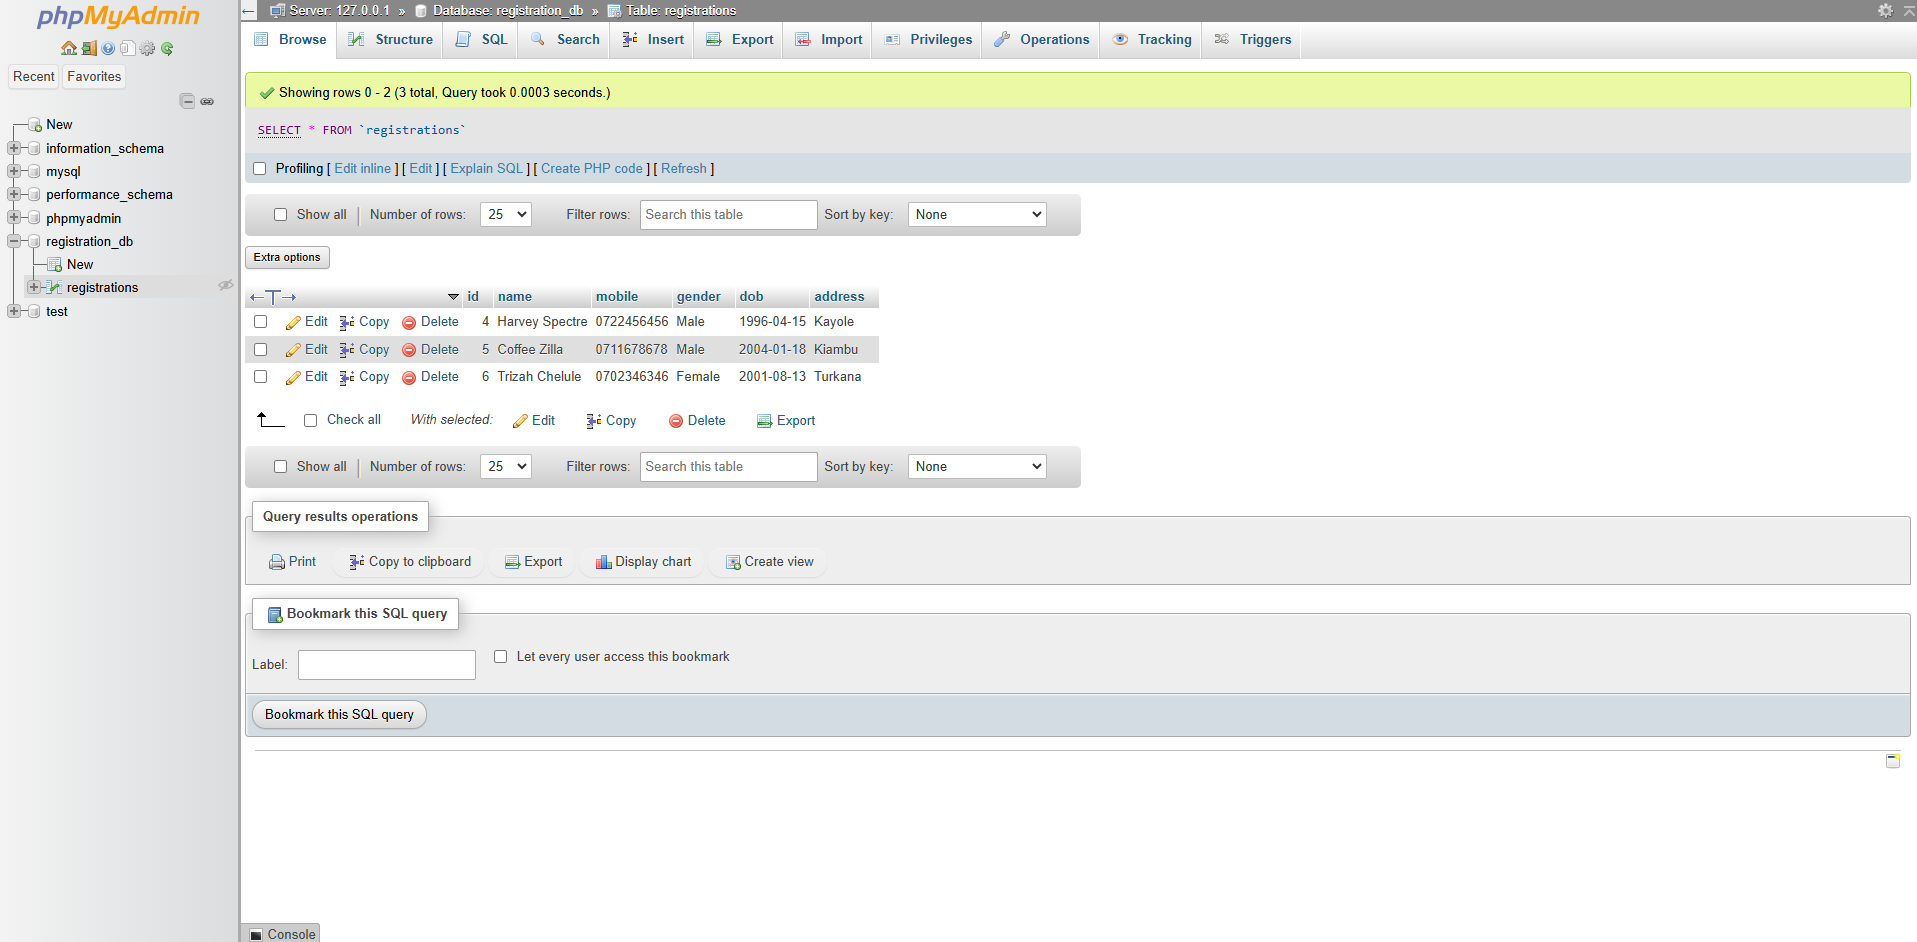 phpMyAdmin
Recent Favorites
New
information_schema
mysql
performance_schema
phpmyadmin
registration_db
New
registrations
test
Server: 127.0.0.1 » Database: registration_db » Table: registrations
Browse Structure SQL Search Insert Export Import Privileges Operations Tracking Triggers
Showing rows 0 - 2 (3 total, Query took 0.0003 seconds.)
SELECT * FROM `registrations`
Profiling [ Edit inline ] [ Edit ] [ Explain SQL ] [ Create PHP code ] [ Refresh ]
Show all Number of rows: 25 Filter rows: Search this table Sort by key: None
Extra options
id name mobile gender dob address
Edit Copy Delete 4 Harvey Spectre 0722456456 Male 1996-04-15 Kayole
Edit Copy Delete 5 Coffee Zilla 0711678678 Male 2004-01-18 Kiambu
Edit Copy Delete 6 Trizah Chelule 0702346346 Female 2001-08-13 Turkana
Check all With selected: Edit Copy Delete Export
Show all Number of rows: 25 Filter rows: Search this table Sort by key: None
Query results operations
Print Copy to clipboard Export Display chart Create view
Bookmark this SQL query
Label: Let every user access this bookmark
Bookmark this SQL query
Console